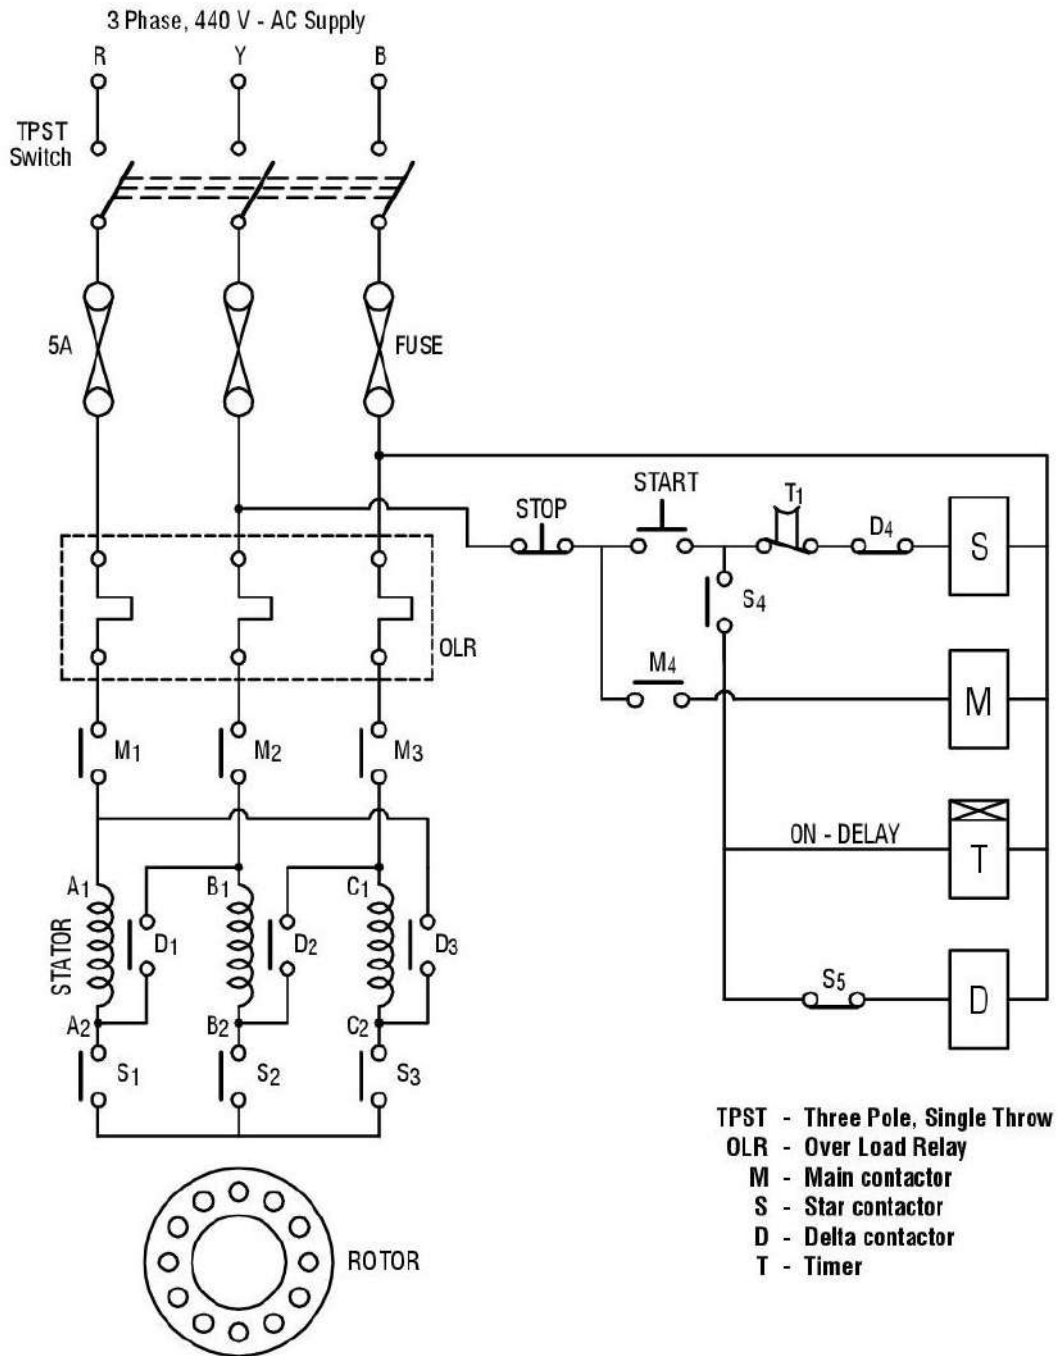 3 Phase, 440 V - AC Supply
R Y B
TPST
Switch
5A FUSE
START
STOP T1 D4 S
S4
OLR
M4 M
M1 M2 M3
ON - DELAY T
A1 B1 C1
STATOR D1 D2 D3
S5 D
A2 B2 C2
S1 S2 S3
TPST - Three Pole, Single Throw
OLR - Over Load Relay
M - Main contactor
S - Star contactor
D - Delta contactor
T - Timer
ROTOR